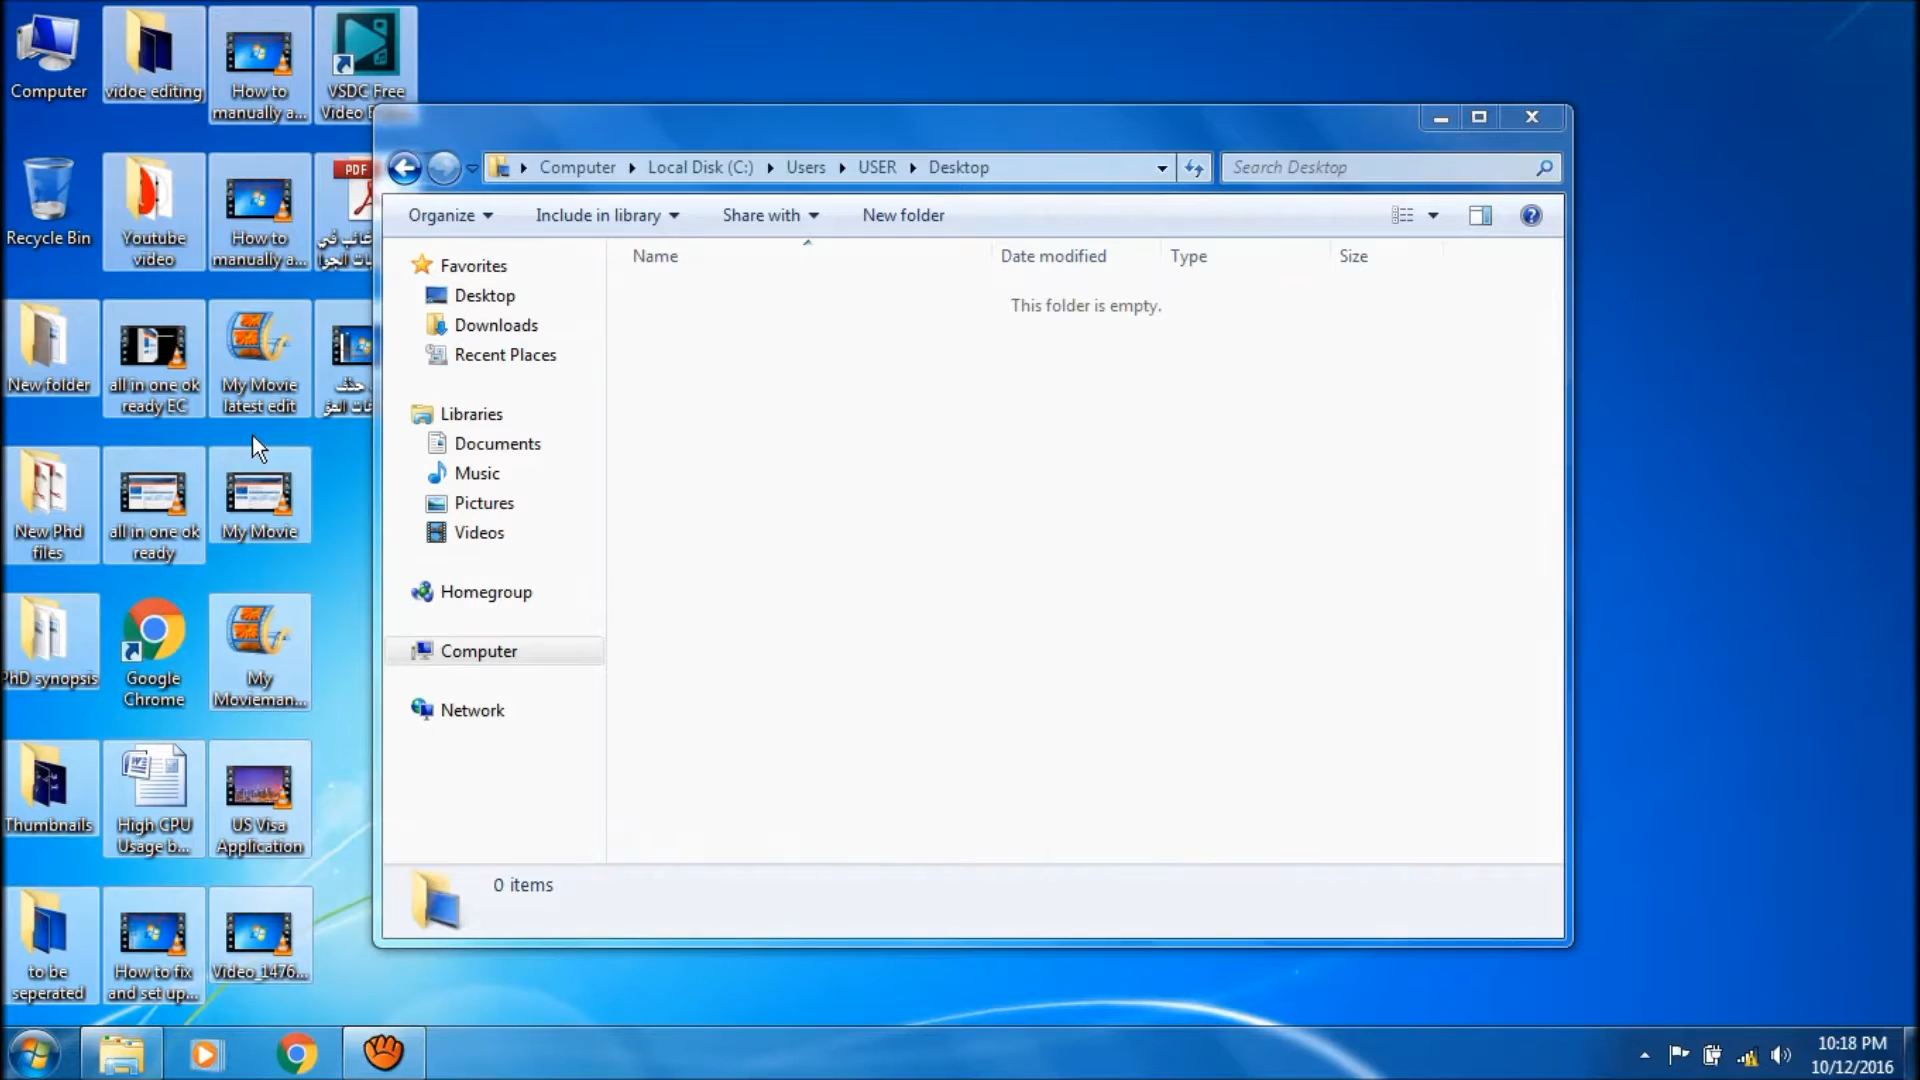 Computer
vidoe editing
How to
manually a...
VSDC Free
Video E
Recycle Bin
Youtube
video
How to
manually a...
PDF
New folder
all in one ok
ready EC
My Movie
latest edit
حذف
New Phd
files
all in one ok
ready
My Movie
PhD synopsis
Google
Chrome
My
Movieman...
Thumbnails
High CPU
Usage b...
US Visa
Application
to be
seperated
How to fix
and set up...
Video_1476...
Computer Local Disk (C:) Users USER Desktop
Search Desktop
Organize Include in library Share with New folder
Name Date modified Type Size
This folder is empty.
Favorites
Desktop
Downloads
Recent Places
Libraries
Documents
Music
Pictures
Videos
Homegroup
Computer
Network
0 items
10:18 PM
10/12/2016